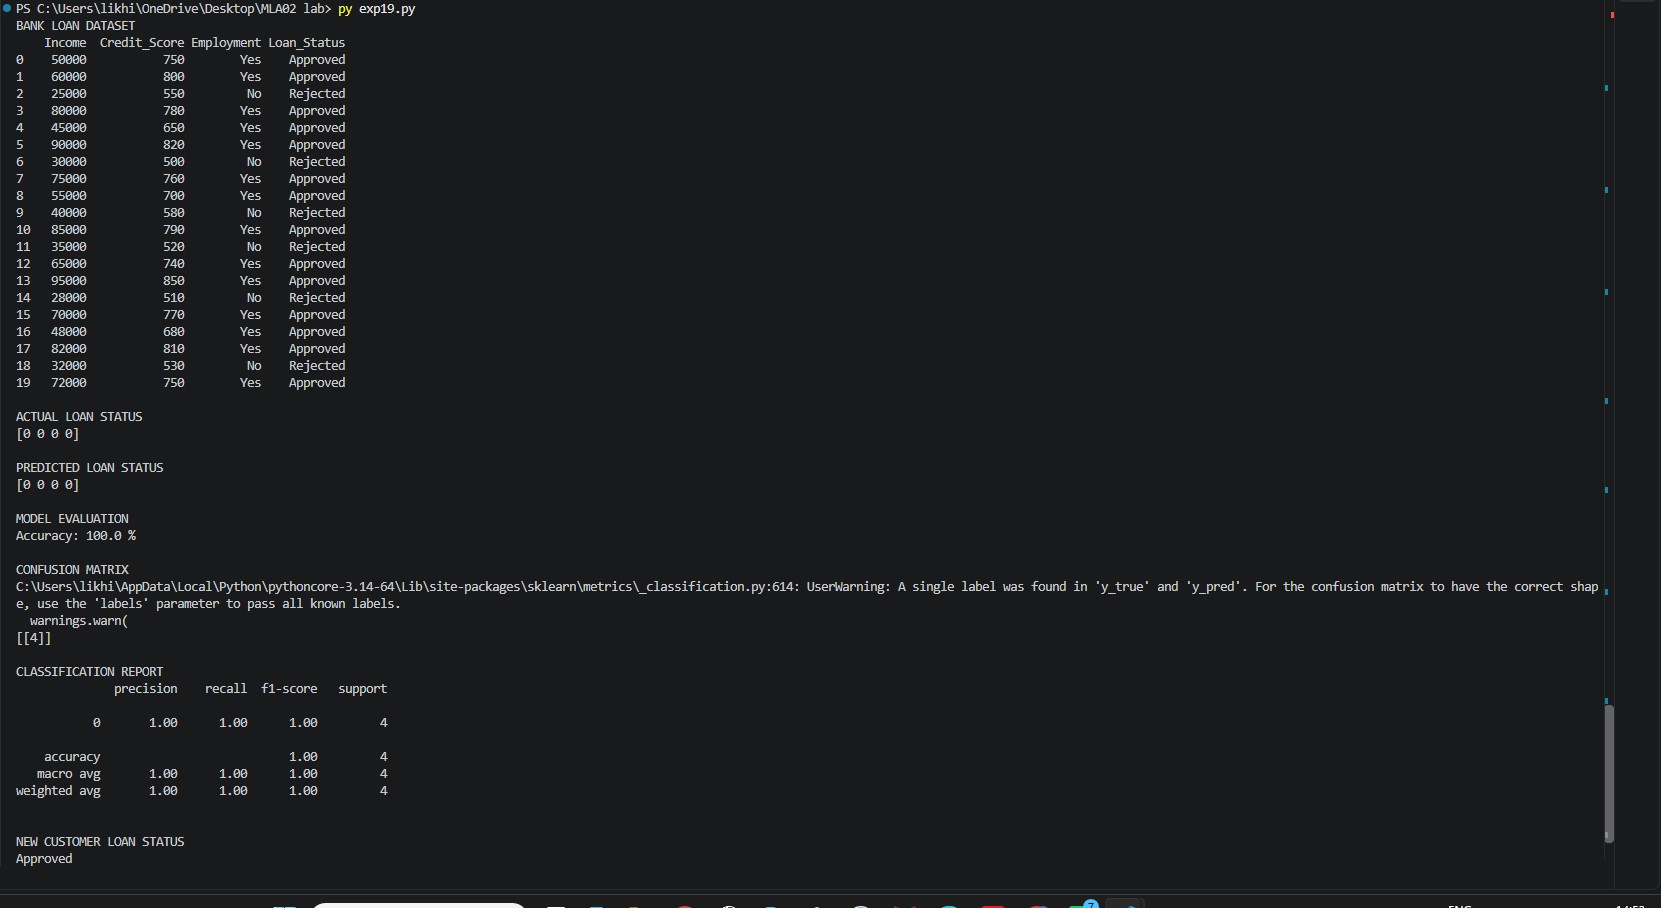 PS C:\Users\likhi\OneDrive\Desktop\MLA02 lab> py exp19.py
BANK LOAN DATASET
    Income  Credit_Score Employment Loan_Status
0    50000           750        Yes    Approved
1    60000           800        Yes    Approved
2    25000           550         No    Rejected
3    80000           780        Yes    Approved
4    45000           650        Yes    Approved
5    90000           820        Yes    Approved
6    30000           500         No    Rejected
7    75000           760        Yes    Approved
8    55000           700        Yes    Approved
9    40000           580         No    Rejected
10   85000           790        Yes    Approved
11   35000           520         No    Rejected
12   65000           740        Yes    Approved
13   95000           850        Yes    Approved
14   28000           510         No    Rejected
15   70000           770        Yes    Approved
16   48000           680        Yes    Approved
17   82000           810        Yes    Approved
18   32000           530         No    Rejected
19   72000           750        Yes    Approved

ACTUAL LOAN STATUS
[0 0 0 0]

PREDICTED LOAN STATUS
[0 0 0 0]

MODEL EVALUATION
Accuracy: 100.0 %

CONFUSION MATRIX
C:\Users\likhi\AppData\Local\Python\pythoncore-3.14-64\Lib\site-packages\sklearn\metrics\_classification.py:614: UserWarning: A single label was found in 'y_true' and 'y_pred'. For the confusion matrix to have the correct shap
e, use the 'labels' parameter to pass all known labels.
  warnings.warn(
[[4]]

CLASSIFICATION REPORT
              precision    recall  f1-score   support

           0       1.00      1.00      1.00         4

    accuracy                           1.00         4
   macro avg       1.00      1.00      1.00         4
weighted avg       1.00      1.00      1.00         4


NEW CUSTOMER LOAN STATUS
Approved
7